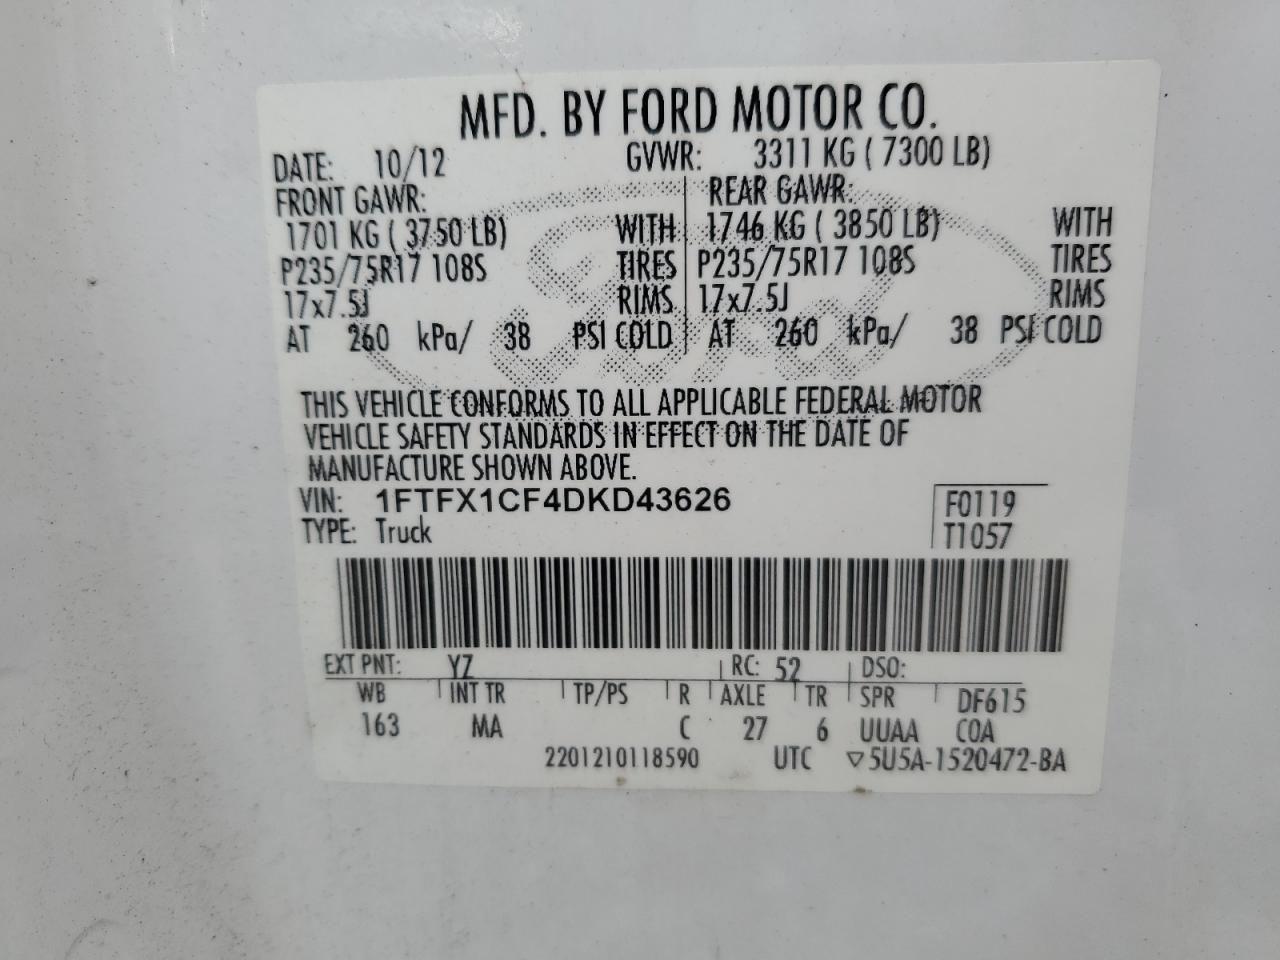 MFD. BY FORD MOTOR CO.
DATE: 10/12 GVWR: 3311 KG ( 7300 LB)
FRONT GAWR: REAR GAWR:
1701 KG ( 3750 LB) WITH 1746 KG ( 3850 LB) WITH
P235/75R17 108S TIRES P235/75R17 108S TIRES
17x7.5J RIMS 17x7.5J RIMS
AT 260 kPa/ 38 PSI COLD AT 260 kPa/ 38 PSI COLD
Ford
THIS VEHICLE CONFORMS TO ALL APPLICABLE FEDERAL MOTOR
VEHICLE SAFETY STANDARDS IN EFFECT ON THE DATE OF
MANUFACTURE SHOWN ABOVE.
VIN: 1FTFX1CF4DKD43626 F0119
TYPE: Truck T1057
EXT PNT: YZ RC: 52 DSO:
WB INT TR TP/PS R AXLE TR SPR DF615
163 MA C 27 6 UUAA COA
2201210118590 UTC ▽5U5A-1520472-BA